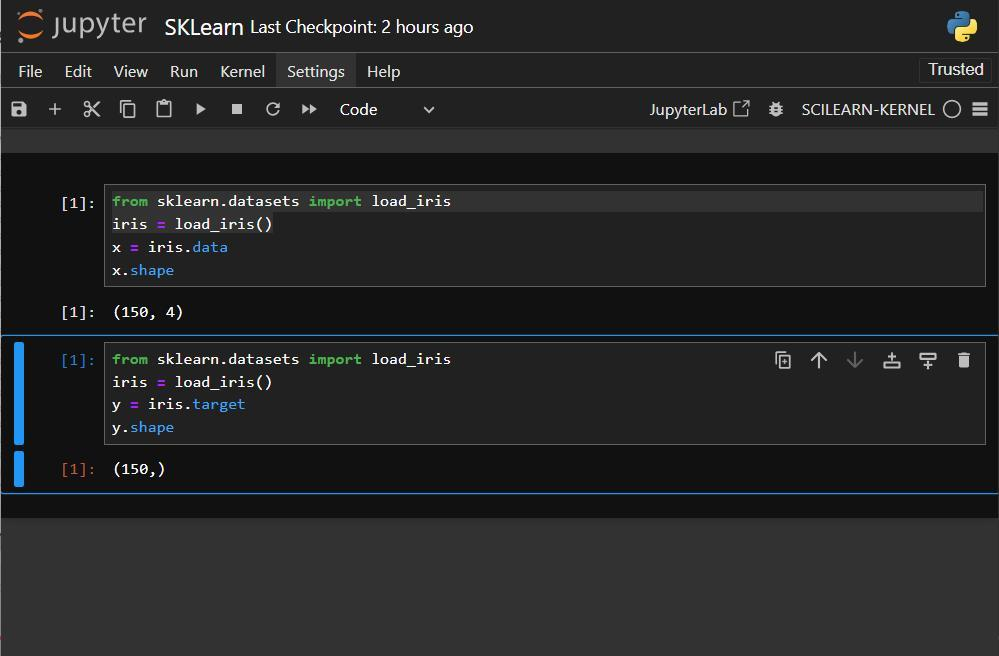 jupyter SKLearn Last Checkpoint: 2 hours ago
File Edit View Run Kernel Settings Help Trusted
Code JupyterLab SCILEARN-KERNEL
[1]: from sklearn.datasets import load_iris
iris = load_iris()
x = iris.data
x.shape
[1]: (150, 4)
[1]: from sklearn.datasets import load_iris
iris = load_iris()
y = iris.target
y.shape
[1]: (150,)